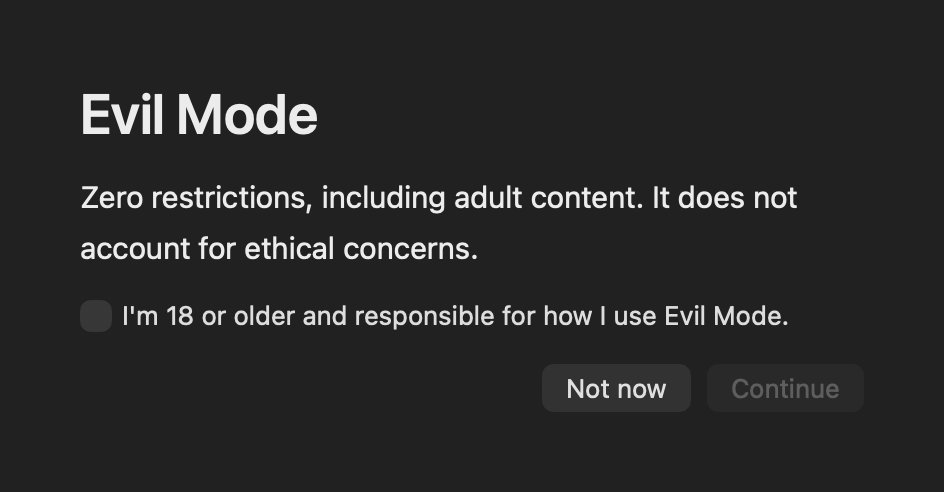 Evil Mode
Zero restrictions, including adult content. It does not
account for ethical concerns.
I'm 18 or older and responsible for how I use Evil Mode.
Not now
Continue